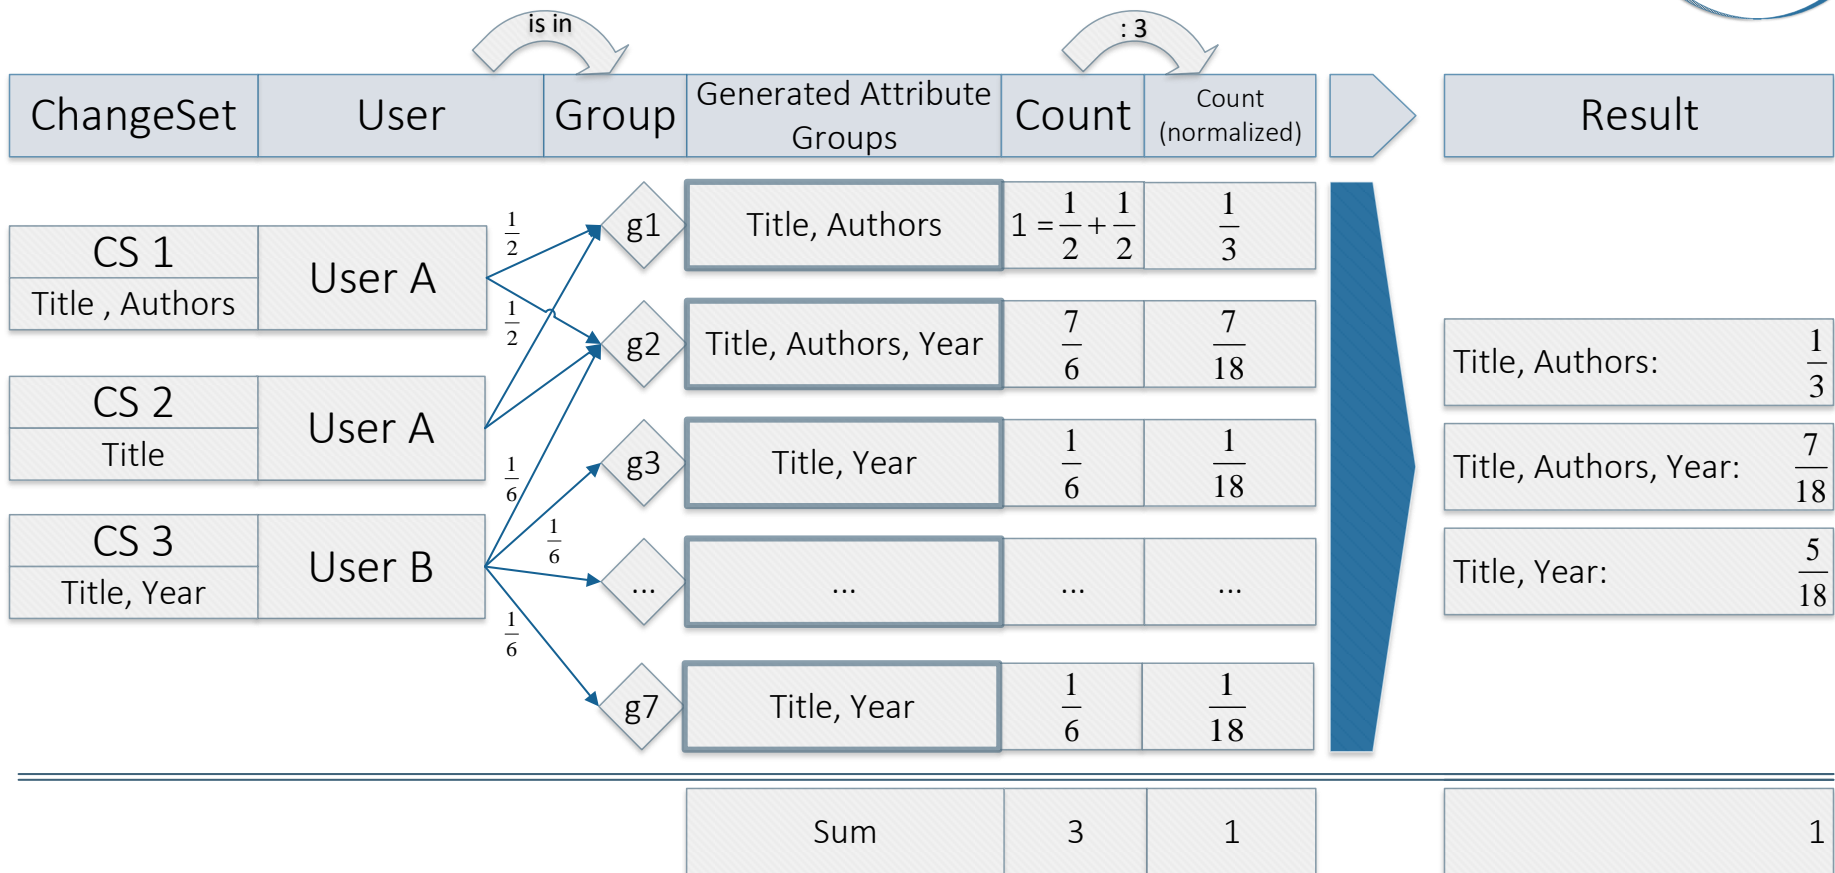 is in
: 3
ChangeSet User Group Generated Attribute Groups Count Count (normalized) Result
1/2
g1 Title, Authors 1 = 1/2 + 1/2 1/3
CS 1
Title , Authors
User A
1/2
g2 Title, Authors, Year 7/6 7/18
CS 2
Title
User A
1/6
g3 Title, Year 1/6 1/18
CS 3
Title, Year
User B
1/6
... ... ... ...
1/6
g7 Title, Year 1/6 1/18
Title, Authors: 1/3
Title, Authors, Year: 7/18
Title, Year: 5/18
Sum 3 1 1